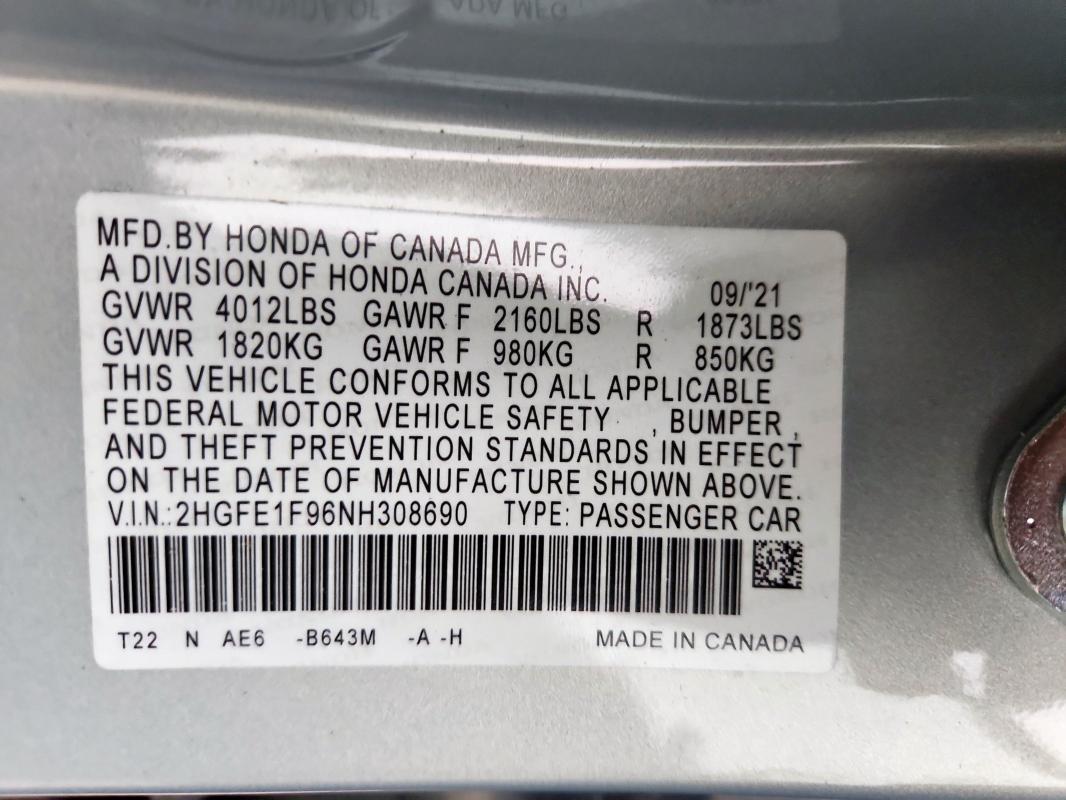 MFD.BY HONDA OF CANADA MFG.,
A DIVISION OF HONDA CANADA INC. 09/'21
GVWR 4012LBS GAWR F 2160LBS R 1873LBS
GVWR 1820KG GAWR F 980KG R 850KG
THIS VEHICLE CONFORMS TO ALL APPLICABLE
FEDERAL MOTOR VEHICLE SAFETY , BUMPER ,
AND THEFT PREVENTION STANDARDS IN EFFECT
ON THE DATE OF MANUFACTURE SHOWN ABOVE.
V.I.N.: 2HGFE1F96NH308690 TYPE: PASSENGER CAR
T22 N AE6 -B643M -A -H MADE IN CANADA